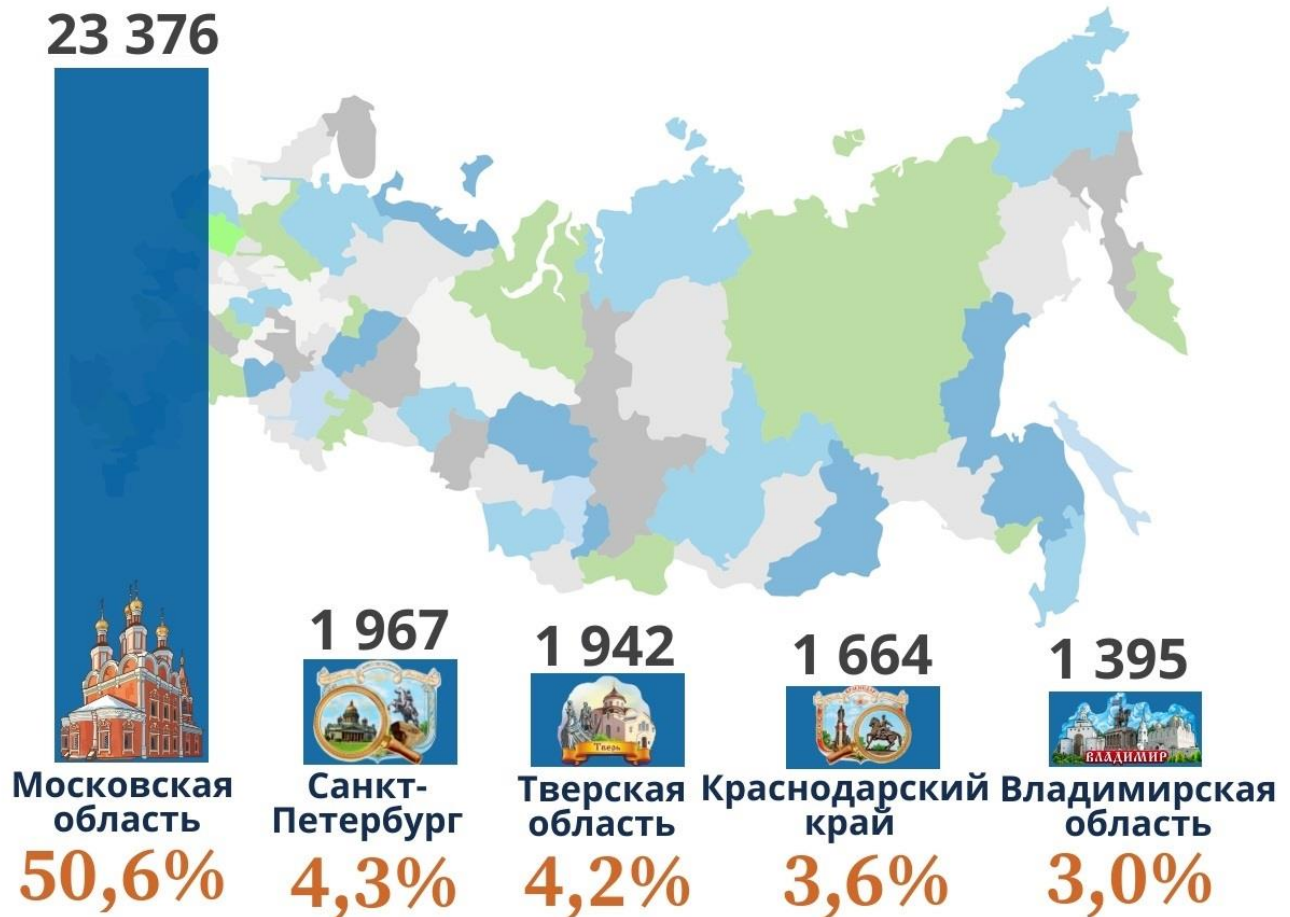 23 376
1 967
1 942
1 664
1 395
Тверь
ВЛАДИМИР
Московская
область
50,6%
Санкт-
Петербург
4,3%
Тверская
область
4,2%
Краснодарский
край
3,6%
Владимирская
область
3,0%